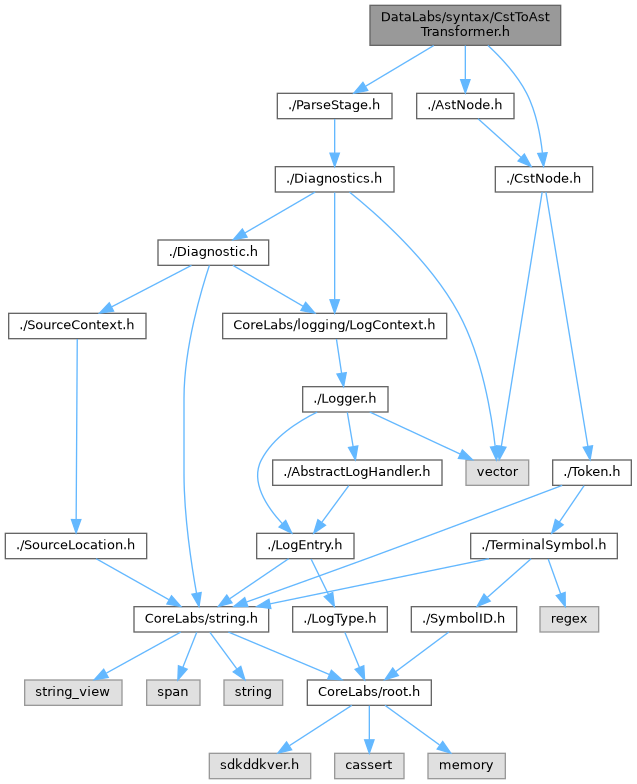 DataLabs/syntax/CstToAst
Transformer.h
./ParseStage.h
./AstNode.h
./Diagnostics.h
./CstNode.h
./Diagnostic.h
./SourceContext.h
CoreLabs/logging/LogContext.h
./Logger.h
./AbstractLogHandler.h
vector
./Token.h
./SourceLocation.h
./LogEntry.h
./TerminalSymbol.h
CoreLabs/string.h
./LogType.h
./SymbolID.h
regex
string_view
span
string
CoreLabs/root.h
sdkddkver.h
cassert
memory